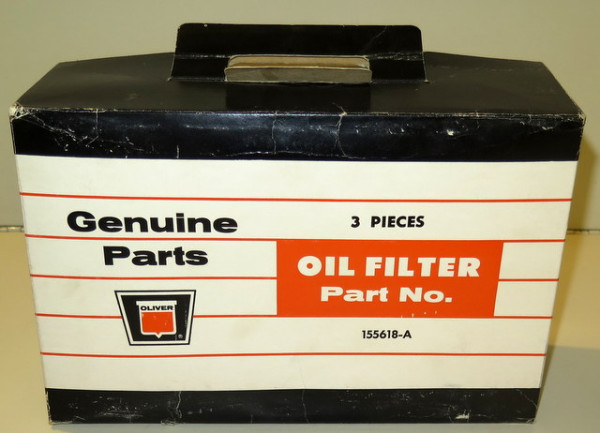 Genuine
Parts
OLIVER
®
3 PIECES
OIL FILTER
Part No.
155618-A